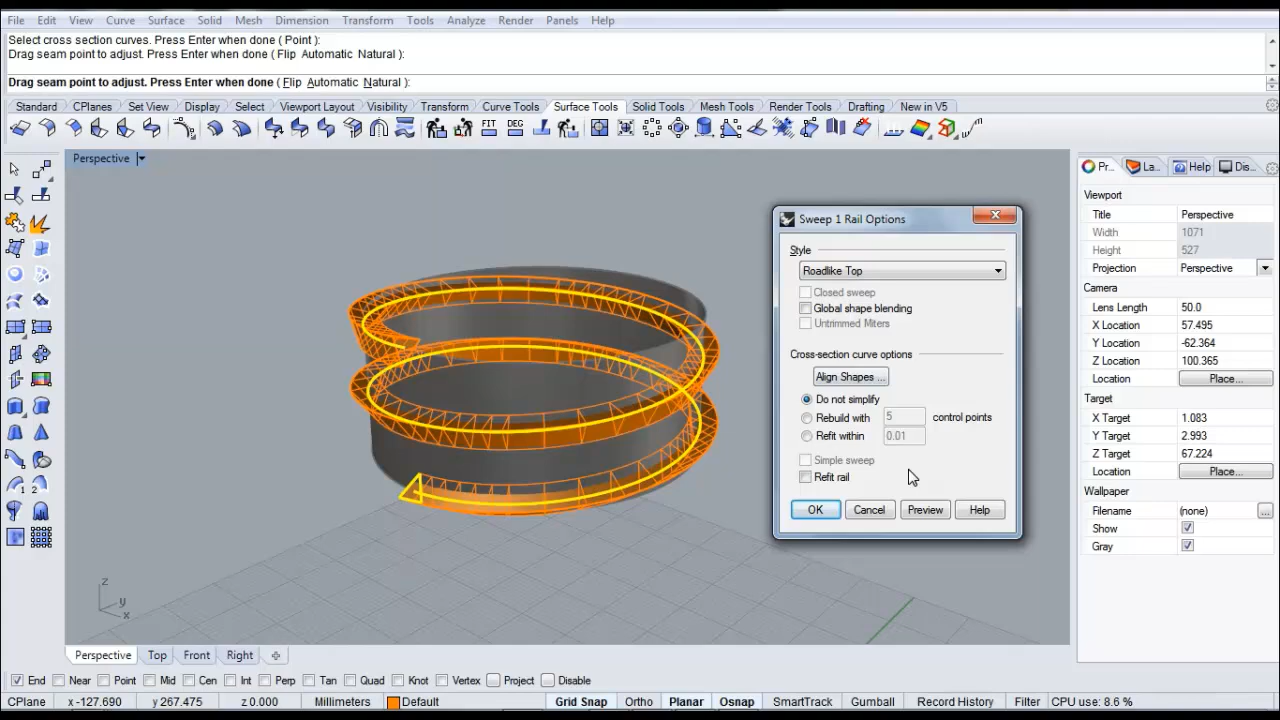 File Edit View Curve Surface Solid Mesh Dimension Transform Tools Analyze Render Panels Help
Select cross section curves. Press Enter when done ( Point ):
Drag seam point to adjust. Press Enter when done ( Flip Automatic Natural ):
Drag seam point to adjust. Press Enter when done ( Flip Automatic Natural ):
Standard CPlanes Set View Display Select Viewport Layout Visibility Transform Curve Tools Surface Tools Solid Tools Mesh Tools Render Tools Drafting New in V5
FIT DEG
Perspective
Pr... La... Help Dis...
Viewport
Title Perspective
Width 1071
Height 527
Projection Perspective
Camera
Lens Length 50.0
X Location 57.495
Y Location -62.364
Z Location 100.365
Location Place...
Target
X Target 1.083
Y Target 2.993
Z Target 67.224
Location Place...
Wallpaper
Filename (none) ...
Show
Gray
Sweep 1 Rail Options
Style
Roadlike Top
Closed sweep
Global shape blending
Untrimmed Miters
Cross-section curve options
Align Shapes ...
Do not simplify
Rebuild with 5 control points
Refit within 0.01
Simple sweep
Refit rail
OK Cancel Preview Help
z
y
x
Perspective Top Front Right
End Near Point Mid Cen Int Perp Tan Quad Knot Vertex Project Disable
CPlane x -127.690 y 267.475 z 0.000 Millimeters Default Grid Snap Ortho Planar Osnap SmartTrack Gumball Record History Filter CPU use: 8.6 %